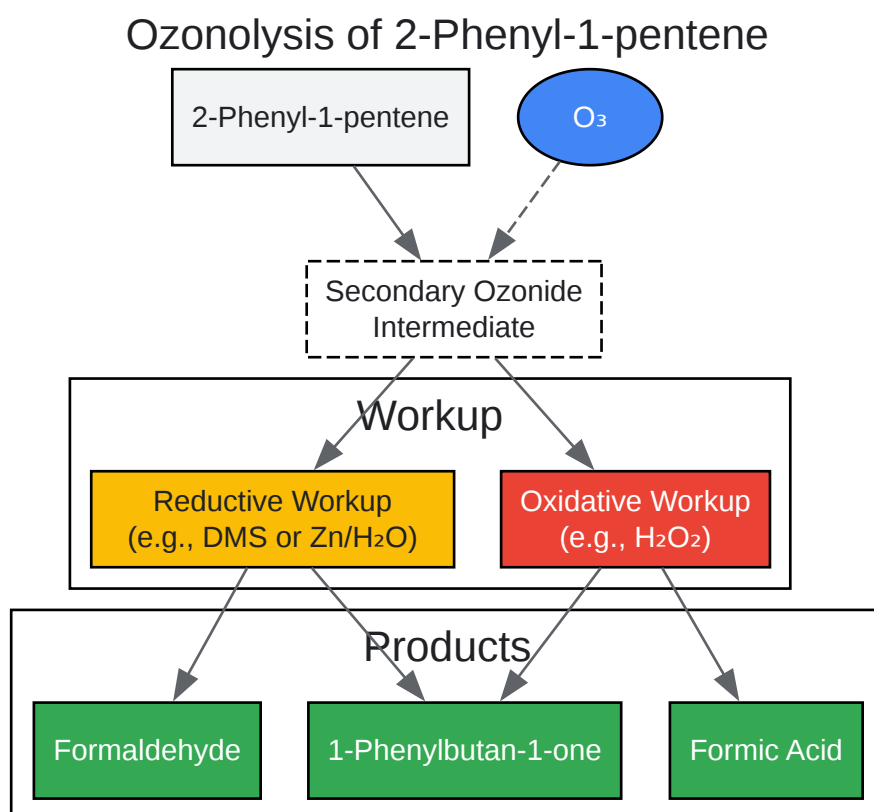 Ozonolysis of 2-Phenyl-1-pentene
2-Phenyl-1-pentene
O₃
Secondary Ozonide
Intermediate
Workup
Reductive Workup
(e.g., DMS or Zn/H₂O)
Oxidative Workup
(e.g., H₂O₂)
Products
Formaldehyde
1-Phenylbutan-1-one
Formic Acid